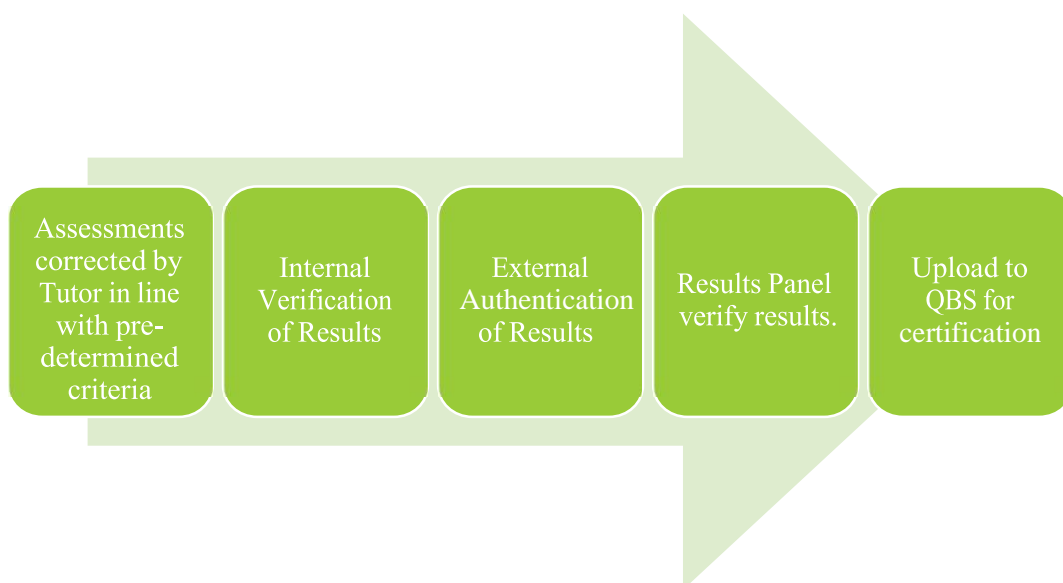 Assessments
corrected by
Tutor in line
with pre-
determined
criteria
Internal
Verification
of Results
External
Authentication
of Results
Results Panel
verify results.
Upload to
QBS for
certification